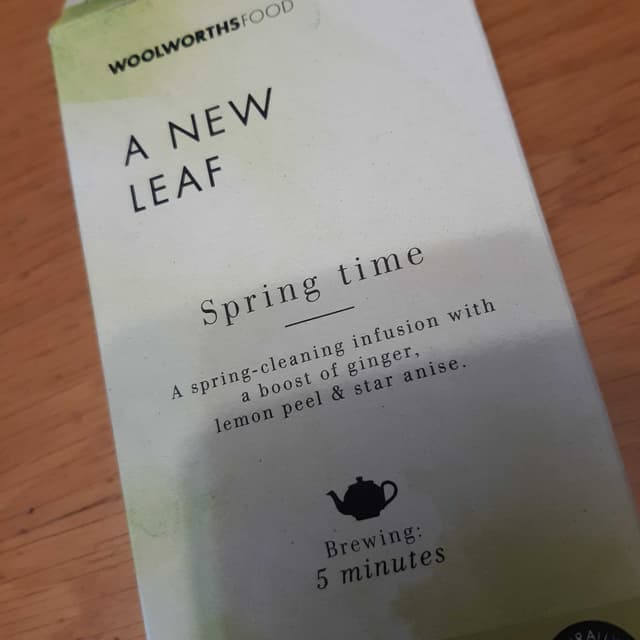 WOOLWORTHSFOOD
A NEW
LEAF
Spring time
A spring-cleaning infusion with
a boost of ginger,
lemon peel & star anise.
Brewing:
5 minutes